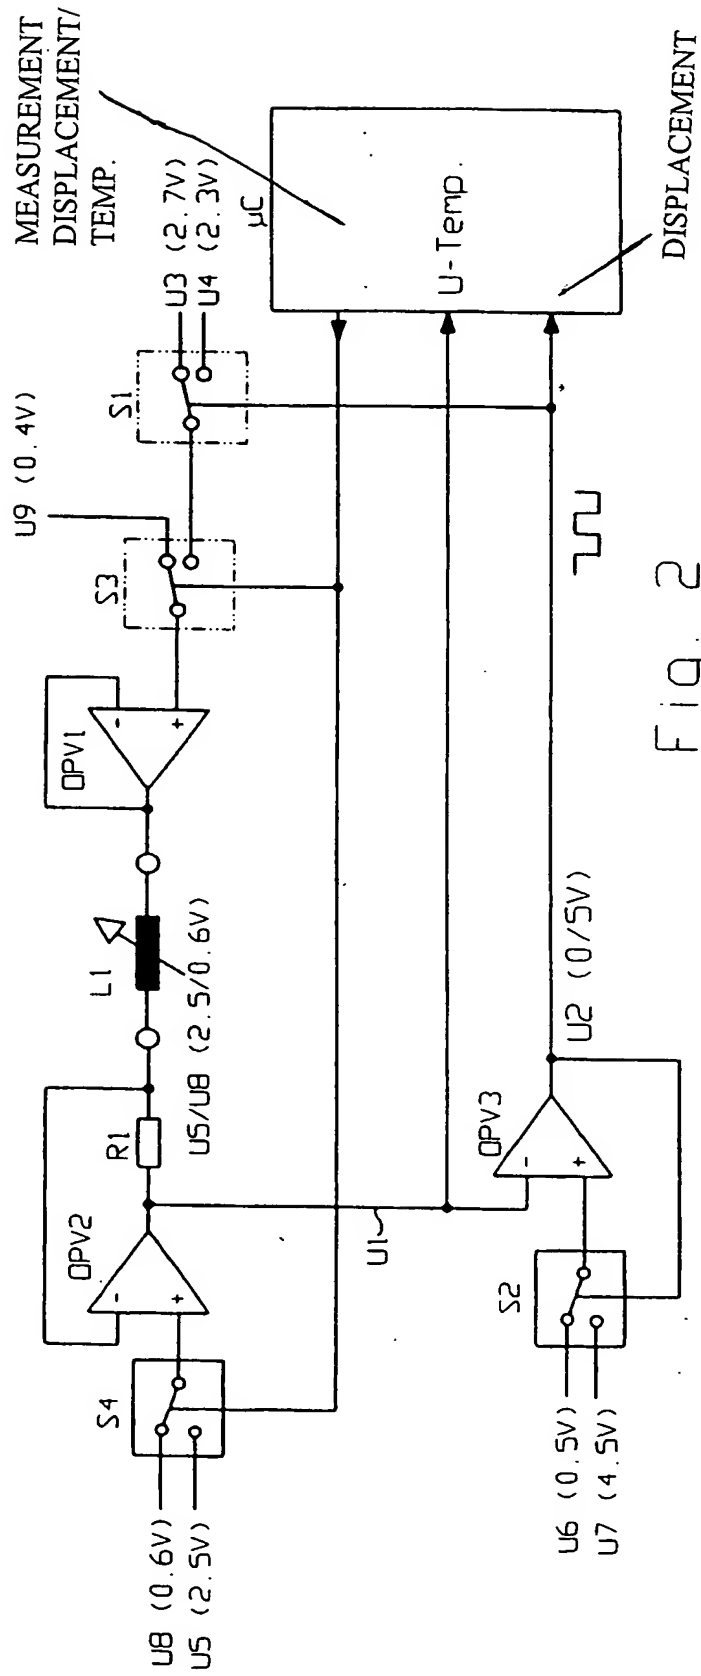 MEASUREMENT
DISPLACEMENT/
TEMP.
U9 (0.4V)
U3 (2.7V)
U4 (2.3V)
S3
S1
µC
OPV1
-
+
L1
U5/U8 (2.5/0.6V)
R1
OPV2
-
+
S4
U8 (0.6V)
U5 (2.5V)
U-Temp.
DISPLACEMENT
U1
U2 (0/5V)
OPV3
-
+
S2
U6 (0.5V)
U7 (4.5V)
Fig. 2